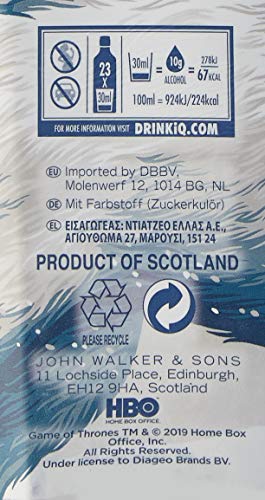 23
X
30ml
30ml
=
10g
ALCOHOL
=
278kJ
67KCAL
100ml = 924kJ/224kcal
FOR MORE INFORMATION VISIT DRINKiQ.COM
EU Imported by DBBV,
Molenwerf 12, 1014 BG, NL
DE Mit Farbstoff (Zuckerkulör)
EL ΕΙΣΑΓΩΓΕΑΣ: ΝΤΙΑΤΖΕΟ ΕΛΛΑΣ Α.Ε.,
ΑΓΙΟΥΘΩΜΑ 27, ΜΑΡΟΥΣΙ, 151 24
PRODUCT OF SCOTLAND
PLEASE RECYCLE
JOHN WALKER & SONS
11 Lochside Place, Edinburgh,
EH12 9HA, Scotland
HBO
HOME BOX OFFICE
Game of Thrones TM & © 2019 Home Box
Office, Inc.
All Rights Reserved.
Under license to Diageo Brands BV.